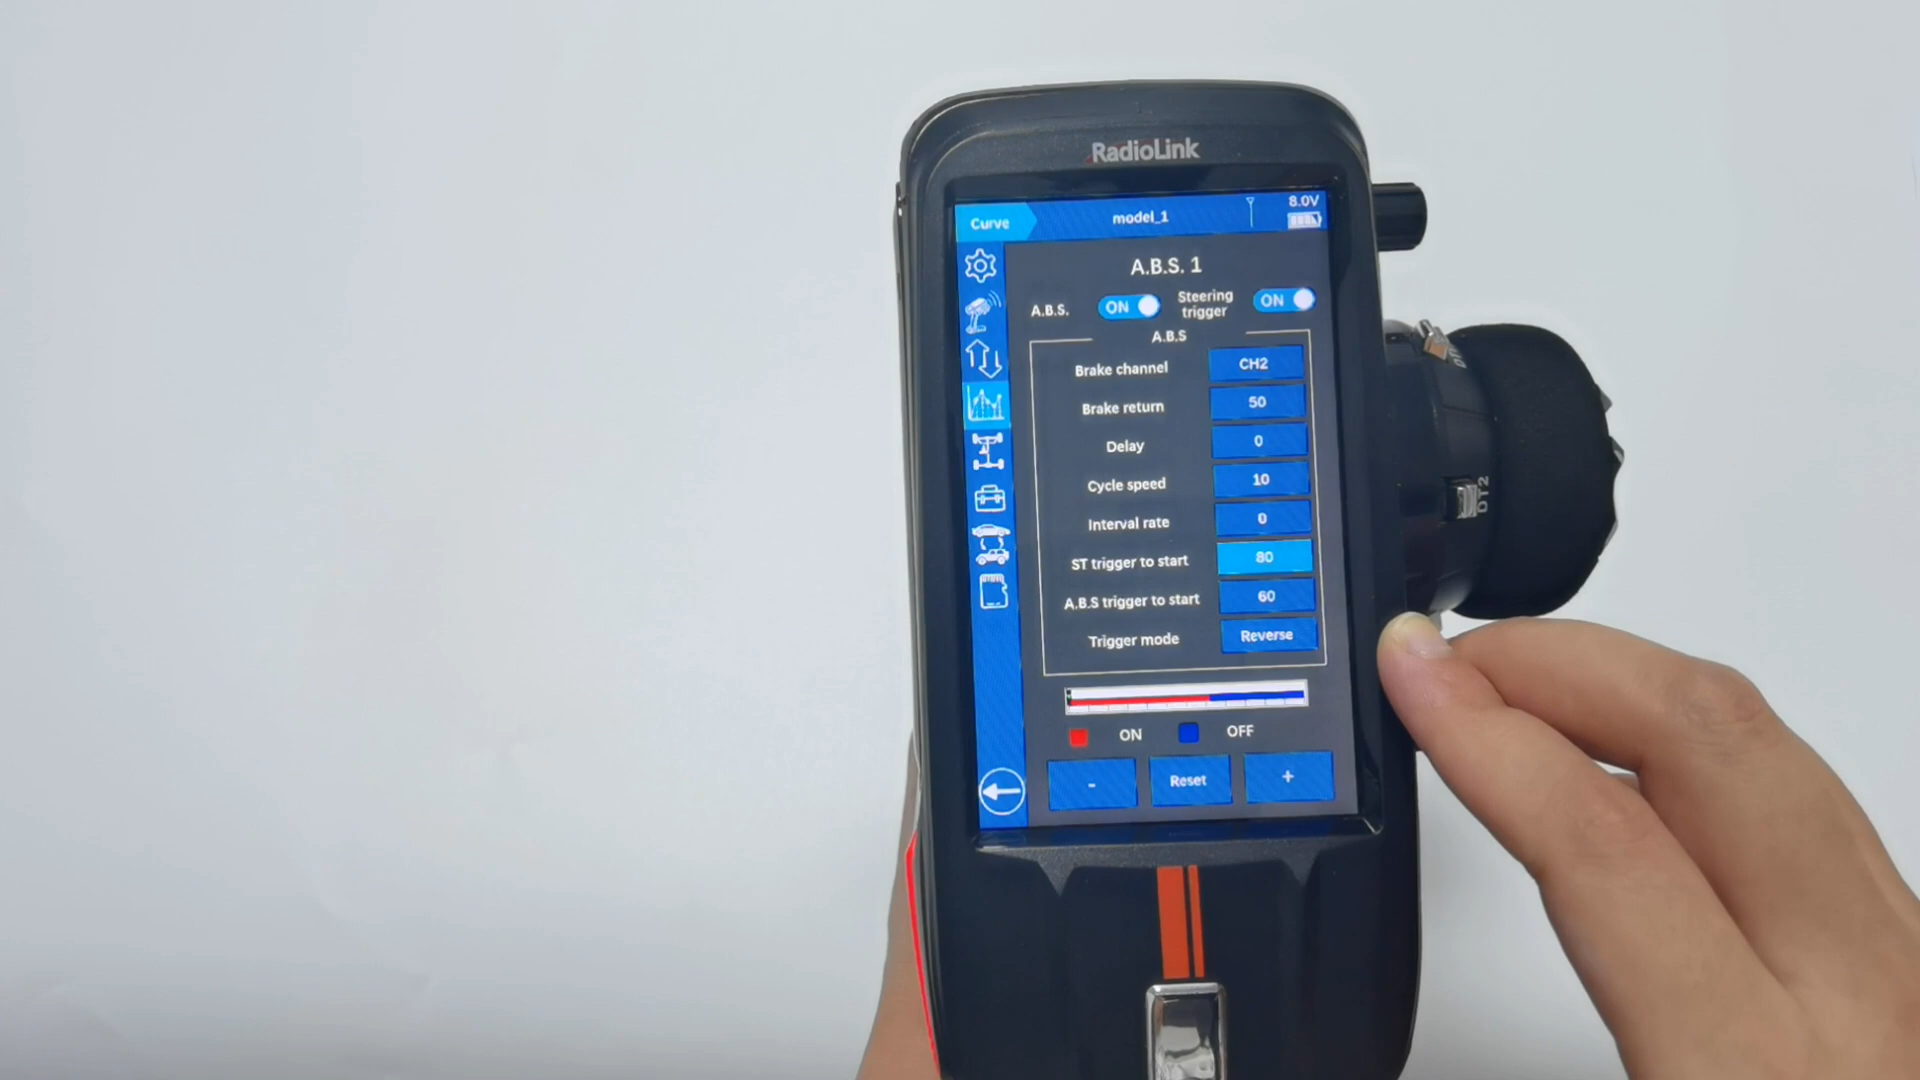 RadioLink
Curve model_1 8.0V
A.B.S. 1
A.B.S. ON Steering trigger ON
A.B.S
Brake channel CH2
Brake return 50
Delay 0
Cycle speed 10
Interval rate 0
ST trigger to start 80
A.B.S trigger to start 60
Trigger mode Reverse
ON OFF
- Reset +
DT2